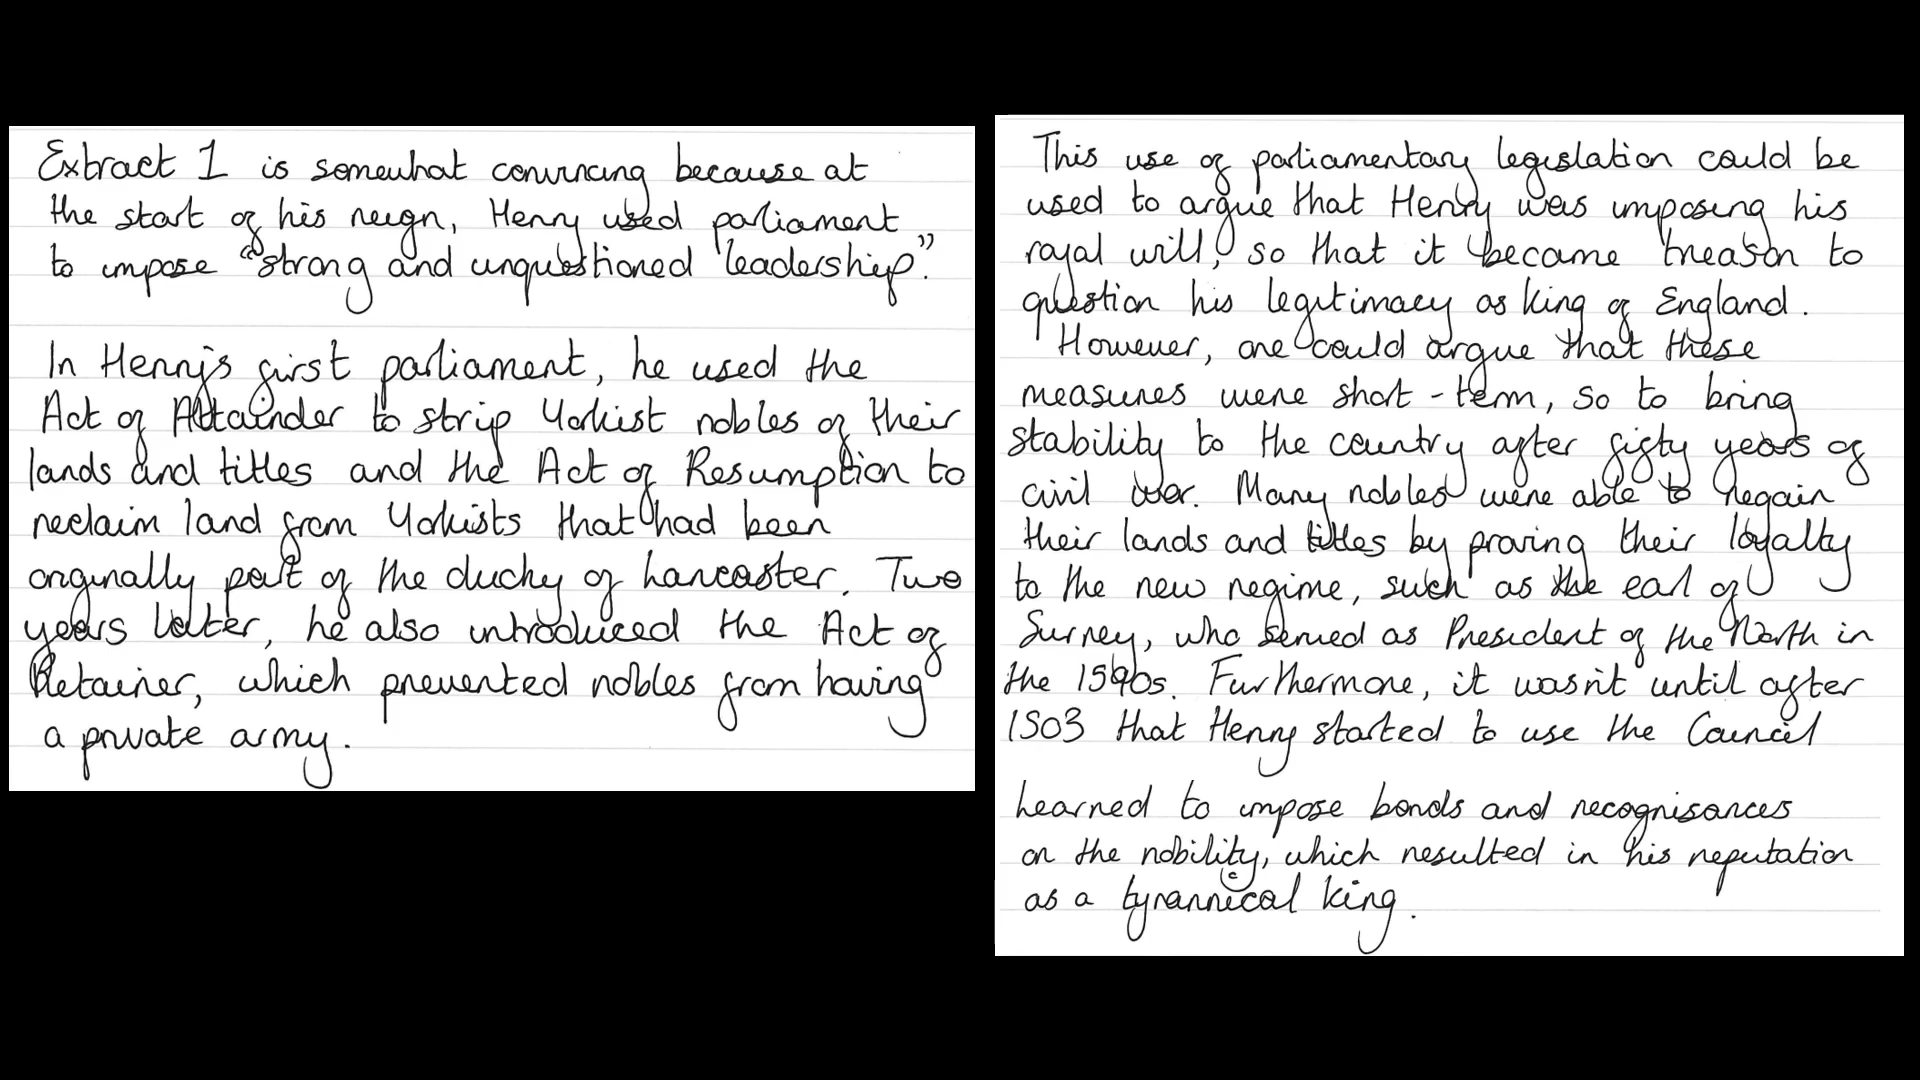 Extract 1 is somewhat convincing because at
the start of his reign, Henry used parliament
to impose "strong and unquestioned leadership".
In Henry's first parliament, he used the
Act of Attainder to strip Yorkist nobles of their
lands and titles and the Act of Resumption to
reclaim land from Yorkists that had been
originally part of the duchy of Lancaster. Two
years later, he also introduced the Act of
Retainer, which prevented nobles from having
a private army.
This use of parliamentary legislation could be
used to argue that Henry was imposing his
royal will, so that it became treason to
question his legitimacy as King of England.
However, one could argue that these
measures were short-term, so to bring
stability to the country after fifty years of
civil war. Many nobles were able to regain
their lands and titles by proving their loyalty
to the new regime, such as the earl of
Surrey, who served as President of the North in
the Furthermore, it wasn't until after
1503 that Henry started to use the Council
Learned to impose bonds and recognisances
on the nobility, which resulted in his reputation
as a tyrannical king.